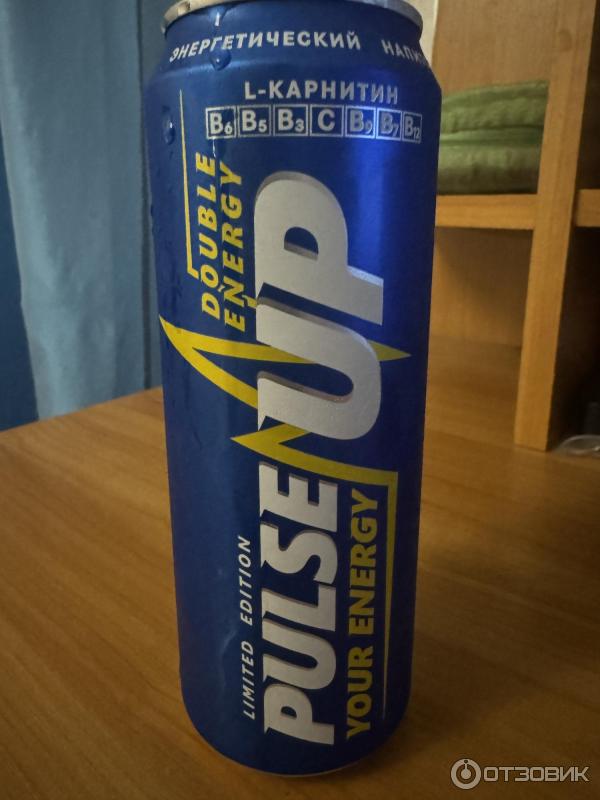 ЭНЕРГЕТИЧЕСКИЙ
L-КАРНИТИН
B6 B5 B3 C B9 B7 B12
DOUBLE
ENERGY
PULSE UP
LIMITED EDITION
YOUR ENERGY
ОТЗОВИК